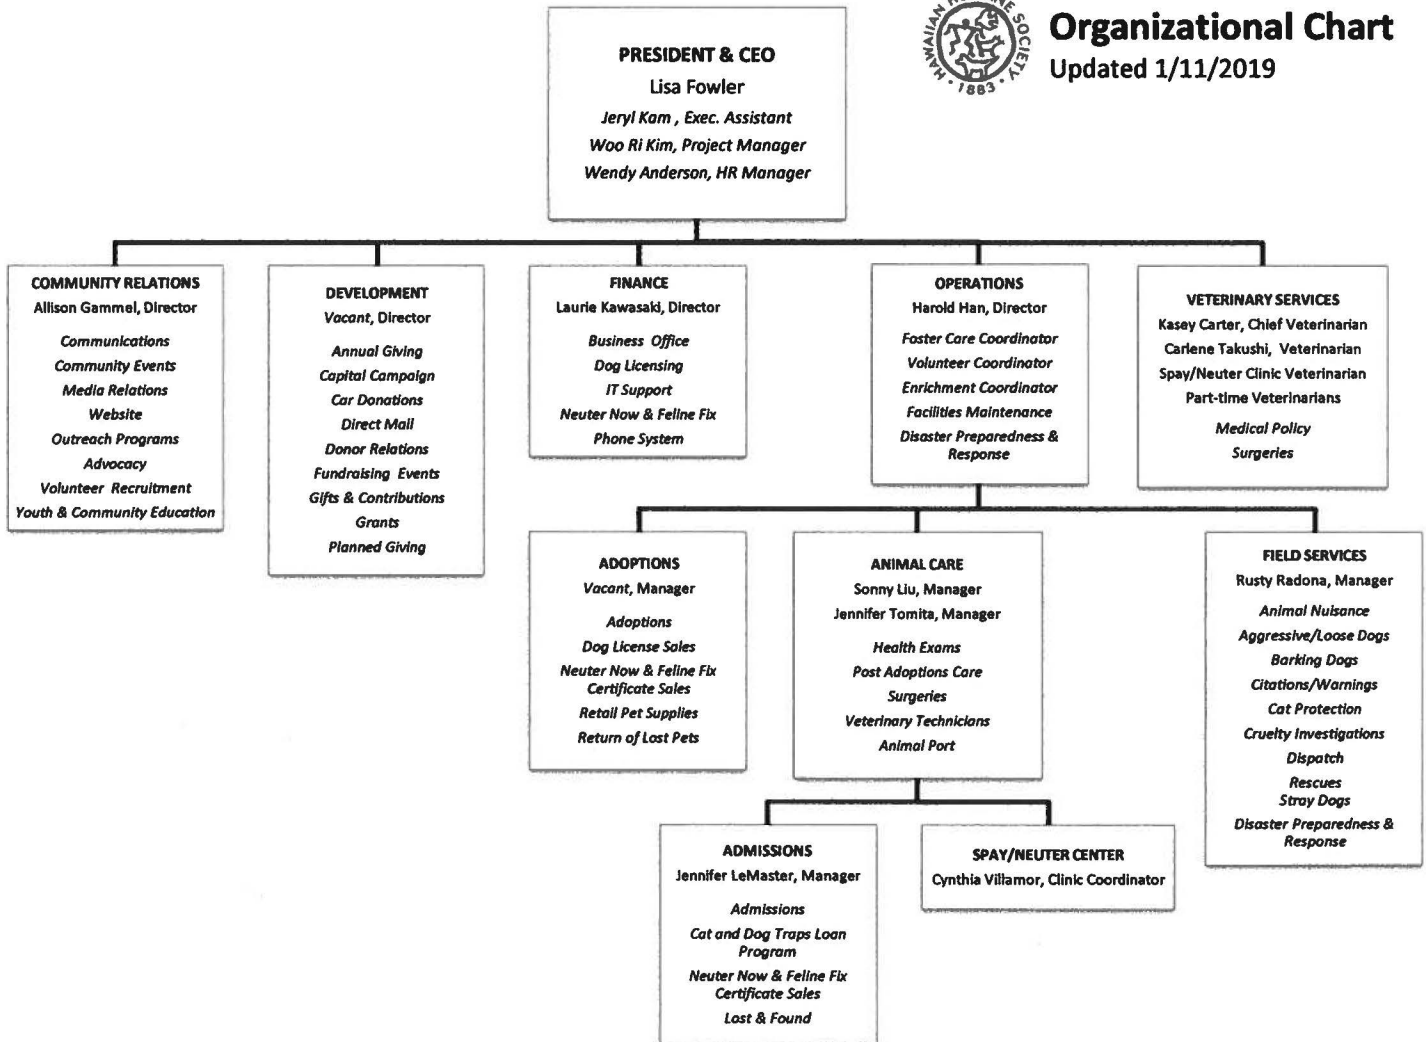 HAWAIIAN HUMANE SOCIETY
· 1883 ·
Organizational Chart
Updated 1/11/2019
PRESIDENT & CEO
Lisa Fowler
Jeryl Kam , Exec. Assistant
Woo Ri Kim, Project Manager
Wendy Anderson, HR Manager
COMMUNITY RELATIONS
Allison Gammel, Director
Communications
Community Events
Media Relations
Website
Outreach Programs
Advocacy
Volunteer Recruitment
Youth & Community Education
DEVELOPMENT
Vacant, Director
Annual Giving
Capital Campaign
Car Donations
Direct Mail
Donor Relations
Fundraising Events
Gifts & Contributions
Grants
Planned Giving
FINANCE
Laurie Kawasaki, Director
Business Office
Dog Licensing
IT Support
Neuter Now & Feline Fix
Phone System
OPERATIONS
Harold Han, Director
Foster Care Coordinator
Volunteer Coordinator
Enrichment Coordinator
Facilities Maintenance
Disaster Preparedness &
Response
VETERINARY SERVICES
Kasey Carter, Chief Veterinarian
Carlene Takushi, Veterinarian
Spay/Neuter Clinic Veterinarian
Part-time Veterinarians
Medical Policy
Surgeries
ADOPTIONS
Vacant, Manager
Adoptions
Dog License Sales
Neuter Now & Feline Fix
Certificate Sales
Retail Pet Supplies
Return of Lost Pets
ANIMAL CARE
Sonny Liu, Manager
Jennifer Tomita, Manager
Health Exams
Post Adoptions Care
Surgeries
Veterinary Technicians
Animal Port
FIELD SERVICES
Rusty Radona, Manager
Animal Nuisance
Aggressive/Loose Dogs
Barking Dogs
Citations/Warnings
Cat Protection
Cruelty Investigations
Dispatch
Rescues
Stray Dogs
Disaster Preparedness &
Response
ADMISSIONS
Jennifer LeMaster, Manager
Admissions
Cat and Dog Traps Loan
Program
Neuter Now & Feline Fix
Certificate Sales
Lost & Found
SPAY/NEUTER CENTER
Cynthia Villamor, Clinic Coordinator